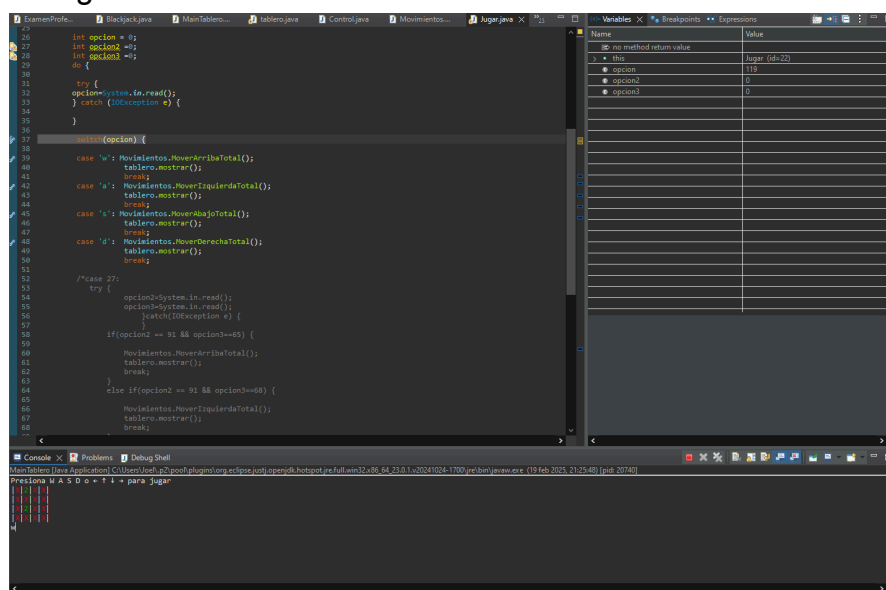 ExamenProfe... Blackjack.java MainTablero.... tablero.java Control.java Movimientos.... Jugar.java 21
Variables Breakpoints Expressions
Name Value
no method return value
this Jugar (id=22)
opcion 119
opcion2 0
opcion3 0
25
26 int opcion = 0;
27 int opcion2 =0;
28 int opcion3 =0;
29 do {
30
31 try {
32 opcion=System.in.read();
33 } catch (IOException e) {
34
35 }
36
37 switch(opcion) {
38
39 case 'w': Movimientos.MoverArribaTotal();
40 tablero.mostrar();
41 break;
42 case 'a': Movimientos.MoverIzquierdaTotal();
43 tablero.mostrar();
44 break;
45 case 's': Movimientos.MoverAbajoTotal();
46 tablero.mostrar();
47 break;
48 case 'd': Movimientos.MoverDerechaTotal();
49 tablero.mostrar();
50 break;
51
52 /*case 27:
53 try {
54 opcion2=System.in.read();
55 opcion3=System.in.read();
56 }catch(IOException e) {
57 }
58 if(opcion2 == 91 && opcion3==65) {
59
60 Movimientos.MoverArribaTotal();
61 tablero.mostrar();
62 break;
63 }
64 else if(opcion2 == 91 && opcion3==68) {
65
66 Movimientos.MoverIzquierdaTotal();
67 tablero.mostrar();
68 break;
Console Problems Debug Shell
MainTablero [Java Application] C:\Users\Joel\.p2\pool\plugins\org.eclipse.justj.openjdk.hotspot.jre.full.win32.x86_64_23.0.1.v20241024-1700\jre\bin\javaw.exe (19 feb 2025, 21:25:48) [pid: 20740]
Presiona W A S D o ← ↑ ↓ → para jugar
|X|2|X|X|
|X|X|X|X|
|X|2|X|X|
|X|X|X|X|
w